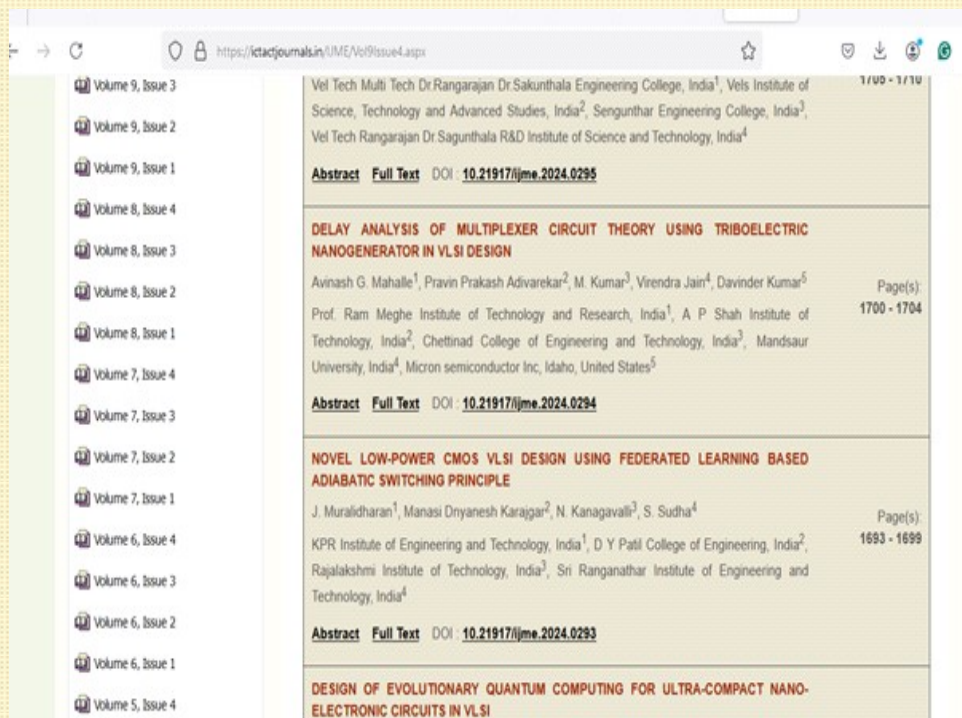 https://ictactjournals.in/IJME/Vol9Issue4.aspx
Volume 9, Issue 3
Volume 9, Issue 2
Volume 9, Issue 1
Volume 8, Issue 4
Volume 8, Issue 3
Volume 8, Issue 2
Volume 8, Issue 1
Volume 7, Issue 4
Volume 7, Issue 3
Volume 7, Issue 2
Volume 7, Issue 1
Volume 6, Issue 4
Volume 6, Issue 3
Volume 6, Issue 2
Volume 6, Issue 1
Volume 5, Issue 4
Vel Tech Multi Tech Dr.Rangarajan Dr.Sakunthala Engineering College, India1, Vels Institute of
Science, Technology and Advanced Studies, India2, Sengunthar Engineering College, India3,
Vel Tech Rangarajan Dr.Sagunthala R&D Institute of Science and Technology, India4
1705 - 1710
Abstract Full Text DOI : 10.21917/ijme.2024.0295
DELAY ANALYSIS OF MULTIPLEXER CIRCUIT THEORY USING TRIBOELECTRIC
NANOGENERATOR IN VLSI DESIGN
Avinash G. Mahalle1, Pravin Prakash Adivarekar2, M. Kumar3, Virendra Jain4, Davinder Kumar5
Prof. Ram Meghe Institute of Technology and Research, India1, A P Shah Institute of
Technology, India2, Chettinad College of Engineering and Technology, India3, Mandsaur
University, India4, Micron semiconductor Inc, Idaho, United States5
Page(s):
1700 - 1704
Abstract Full Text DOI : 10.21917/ijme.2024.0294
NOVEL LOW-POWER CMOS VLSI DESIGN USING FEDERATED LEARNING BASED
ADIABATIC SWITCHING PRINCIPLE
J. Muralidharan1, Manasi Dnyanesh Karajgar2, N. Kanagavalli3, S. Sudha4
KPR Institute of Engineering and Technology, India1, D Y Patil College of Engineering, India2,
Rajalakshmi Institute of Technology, India3, Sri Ranganathar Institute of Engineering and
Technology, India4
Page(s):
1693 - 1699
Abstract Full Text DOI : 10.21917/ijme.2024.0293
DESIGN OF EVOLUTIONARY QUANTUM COMPUTING FOR ULTRA-COMPACT NANO-
ELECTRONIC CIRCUITS IN VLSI